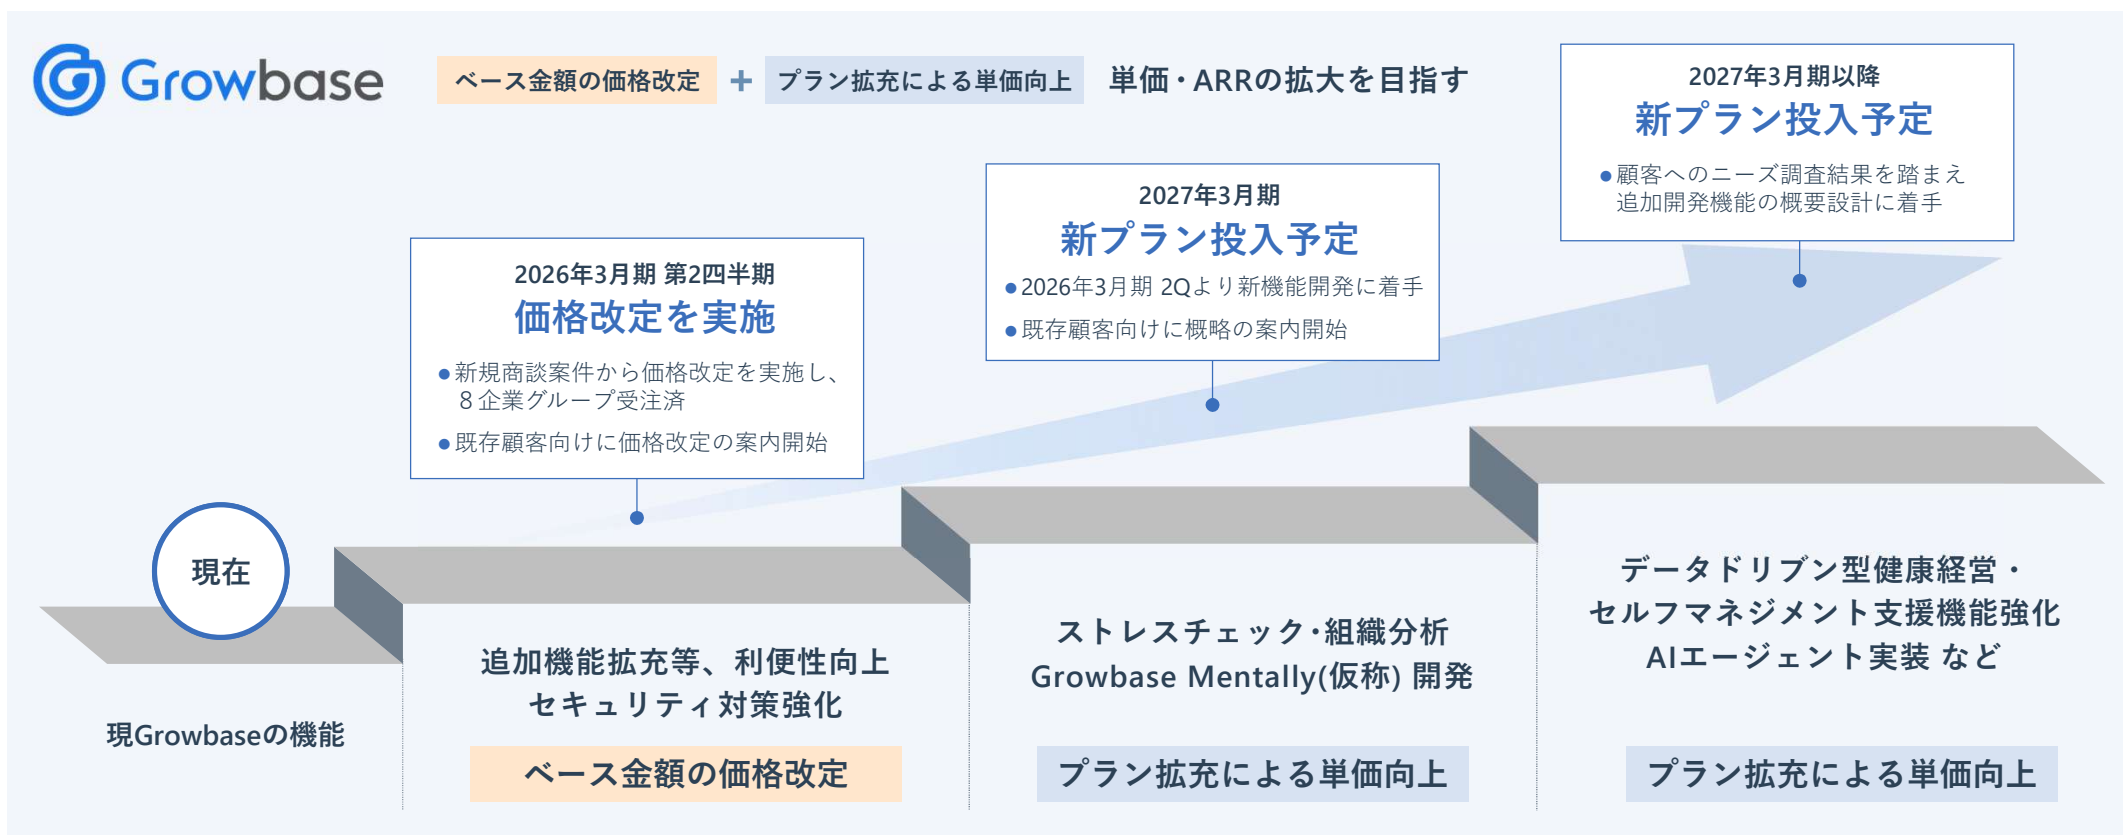 Growbase
ベース金額の価格改定 + プラン拡充による単価向上 単価・ARRの拡大を目指す
2027年3月期以降
新プラン投入予定
●顧客へのニーズ調査結果を踏まえ
追加開発機能の概要設計に着手
2027年3月期
新プラン投入予定
●2026年3月期 2Qより新機能開発に着手
●既存顧客向けに概略の案内開始
2026年3月期 第2四半期
価格改定を実施
●新規商談案件から価格改定を実施し、
８企業グループ受注済
●既存顧客向けに価格改定の案内開始
現在
現Growbaseの機能
追加機能拡充等、利便性向上
セキュリティ対策強化
ベース金額の価格改定
ストレスチェック・組織分析
Growbase Mentally(仮称) 開発
プラン拡充による単価向上
データドリブン型健康経営・
セルフマネジメント支援機能強化
AIエージェント実装 など
プラン拡充による単価向上